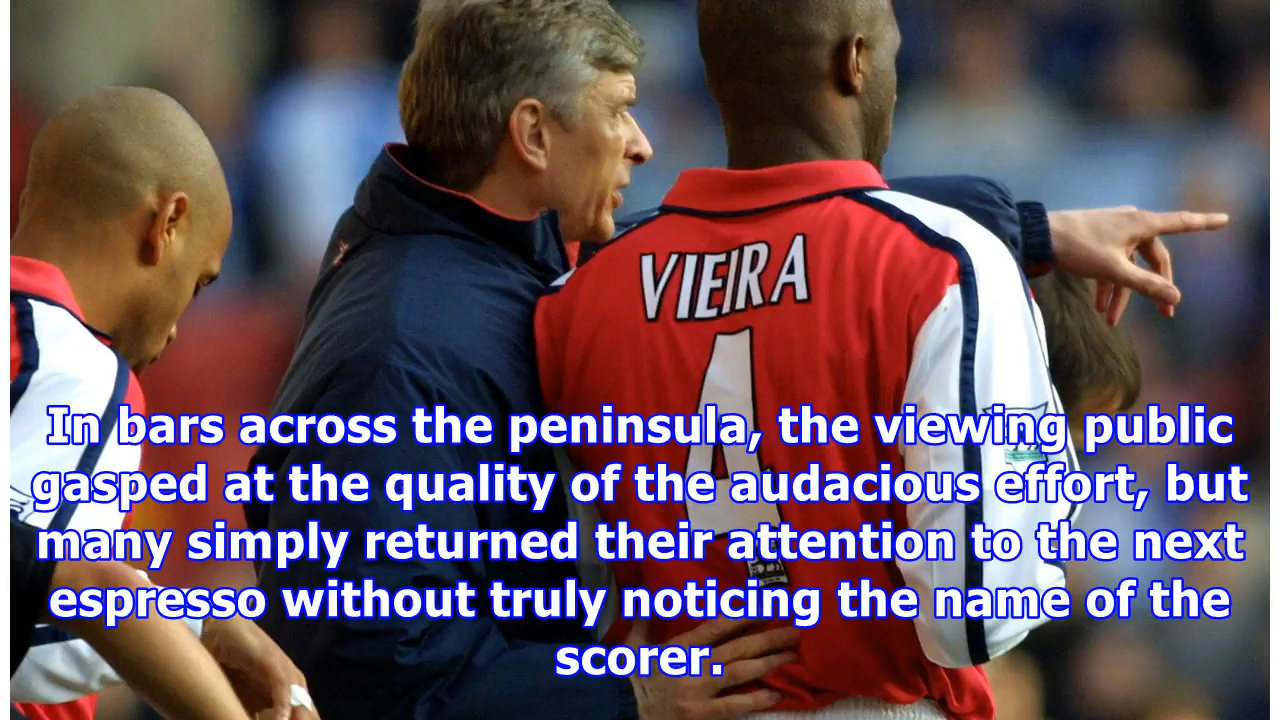 VIEIRA
4
In bars across the peninsula, the viewing public
gasped at the quality of the audacious effort, but
many simply returned their attention to the next
espresso without truly noticing the name of the
scorer.